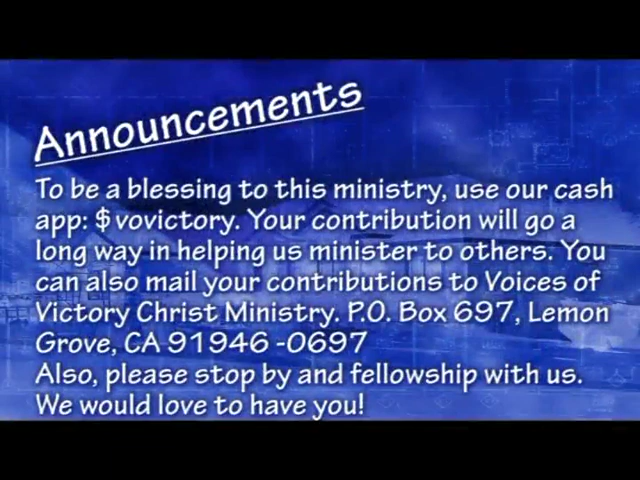 Announcements
To be a blessing to this ministry, use our cash
app: $vovictory. Your contribution will go a
long way in helping us minister to others. You
can also mail your contributions to Voices of
Victory Christ Ministry. P.O. Box 697, Lemon
Grove, CA 91946 -0697
Also, please stop by and fellowship with us.
We would love to have you!